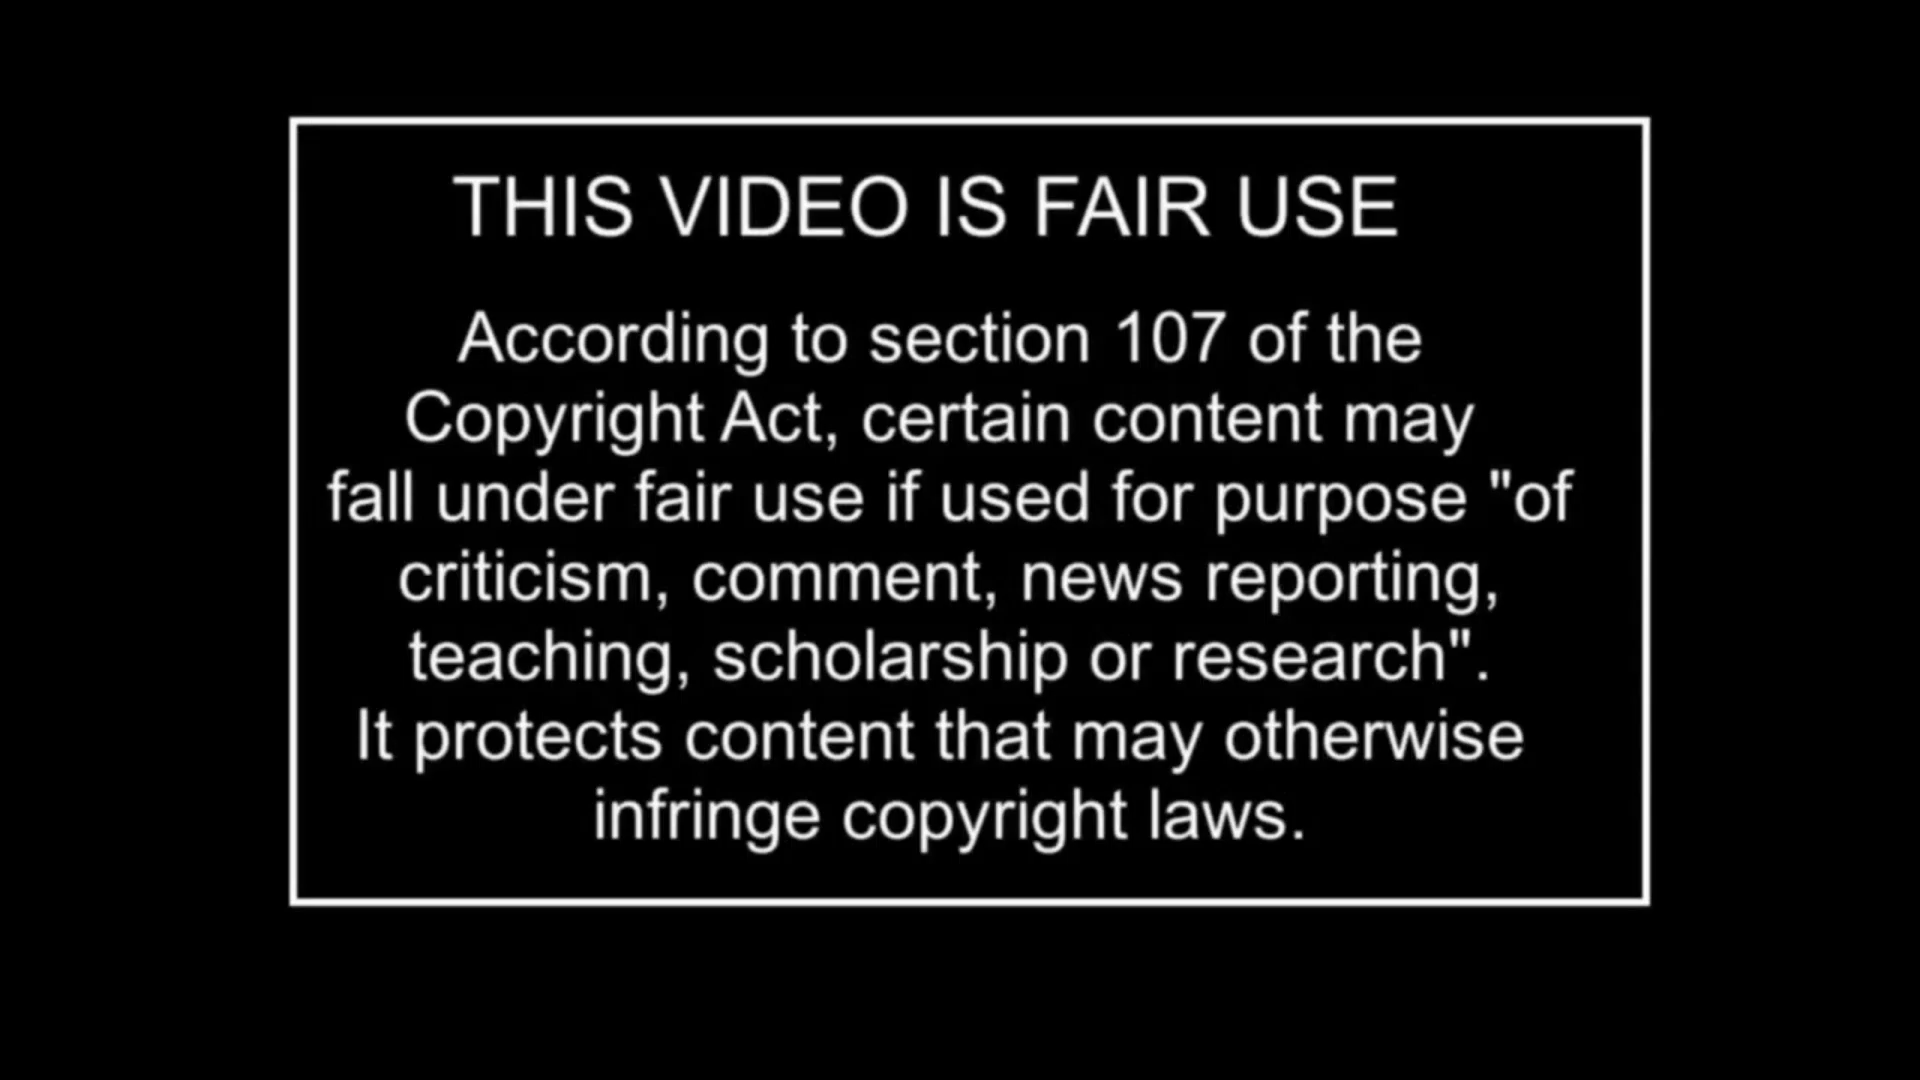 THIS VIDEO IS FAIR USE
According to section 107 of the
Copyright Act, certain content may
fall under fair use if used for purpose "of
criticism, comment, news reporting,
teaching, scholarship or research".
It protects content that may otherwise
infringe copyright laws.